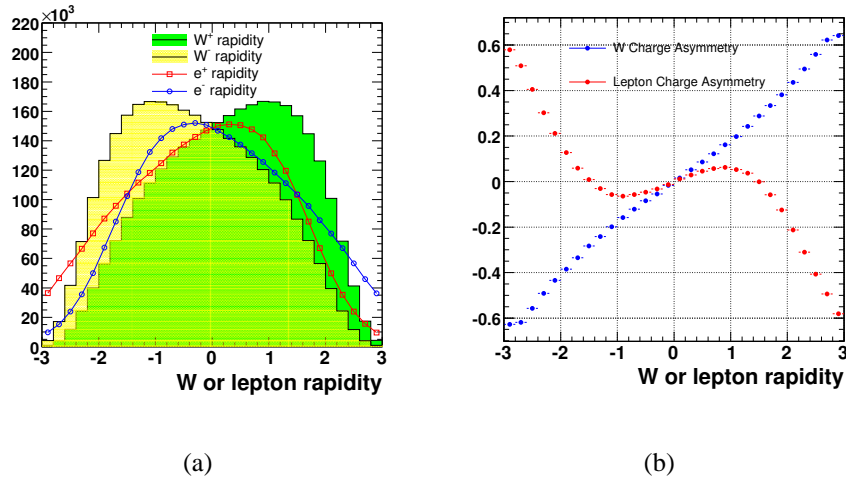 ×10³
220
200
180
160
140
120
100
80
60
40
20
0
W⁺ rapidity
W⁻ rapidity
e⁺ rapidity
e⁻ rapidity
-3 -2 -1 0 1 2 3
W or lepton rapidity
(a)
0.6
0.4
0.2
0
-0.2
-0.4
-0.6
W Charge Asymmetry
Lepton Charge Asymmetry
-3 -2 -1 0 1 2 3
W or lepton rapidity
(b)